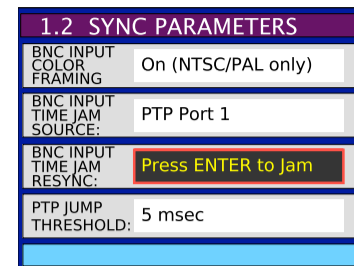 1.2 SYNC PARAMETERS
BNC INPUT
COLOR
FRAMING
On (NTSC/PAL only)
BNC INPUT
TIME JAM
SOURCE:
PTP Port 1
BNC INPUT
TIME JAM
RESYNC:
Press ENTER to Jam
PTP JUMP
THRESHOLD:
5 msec